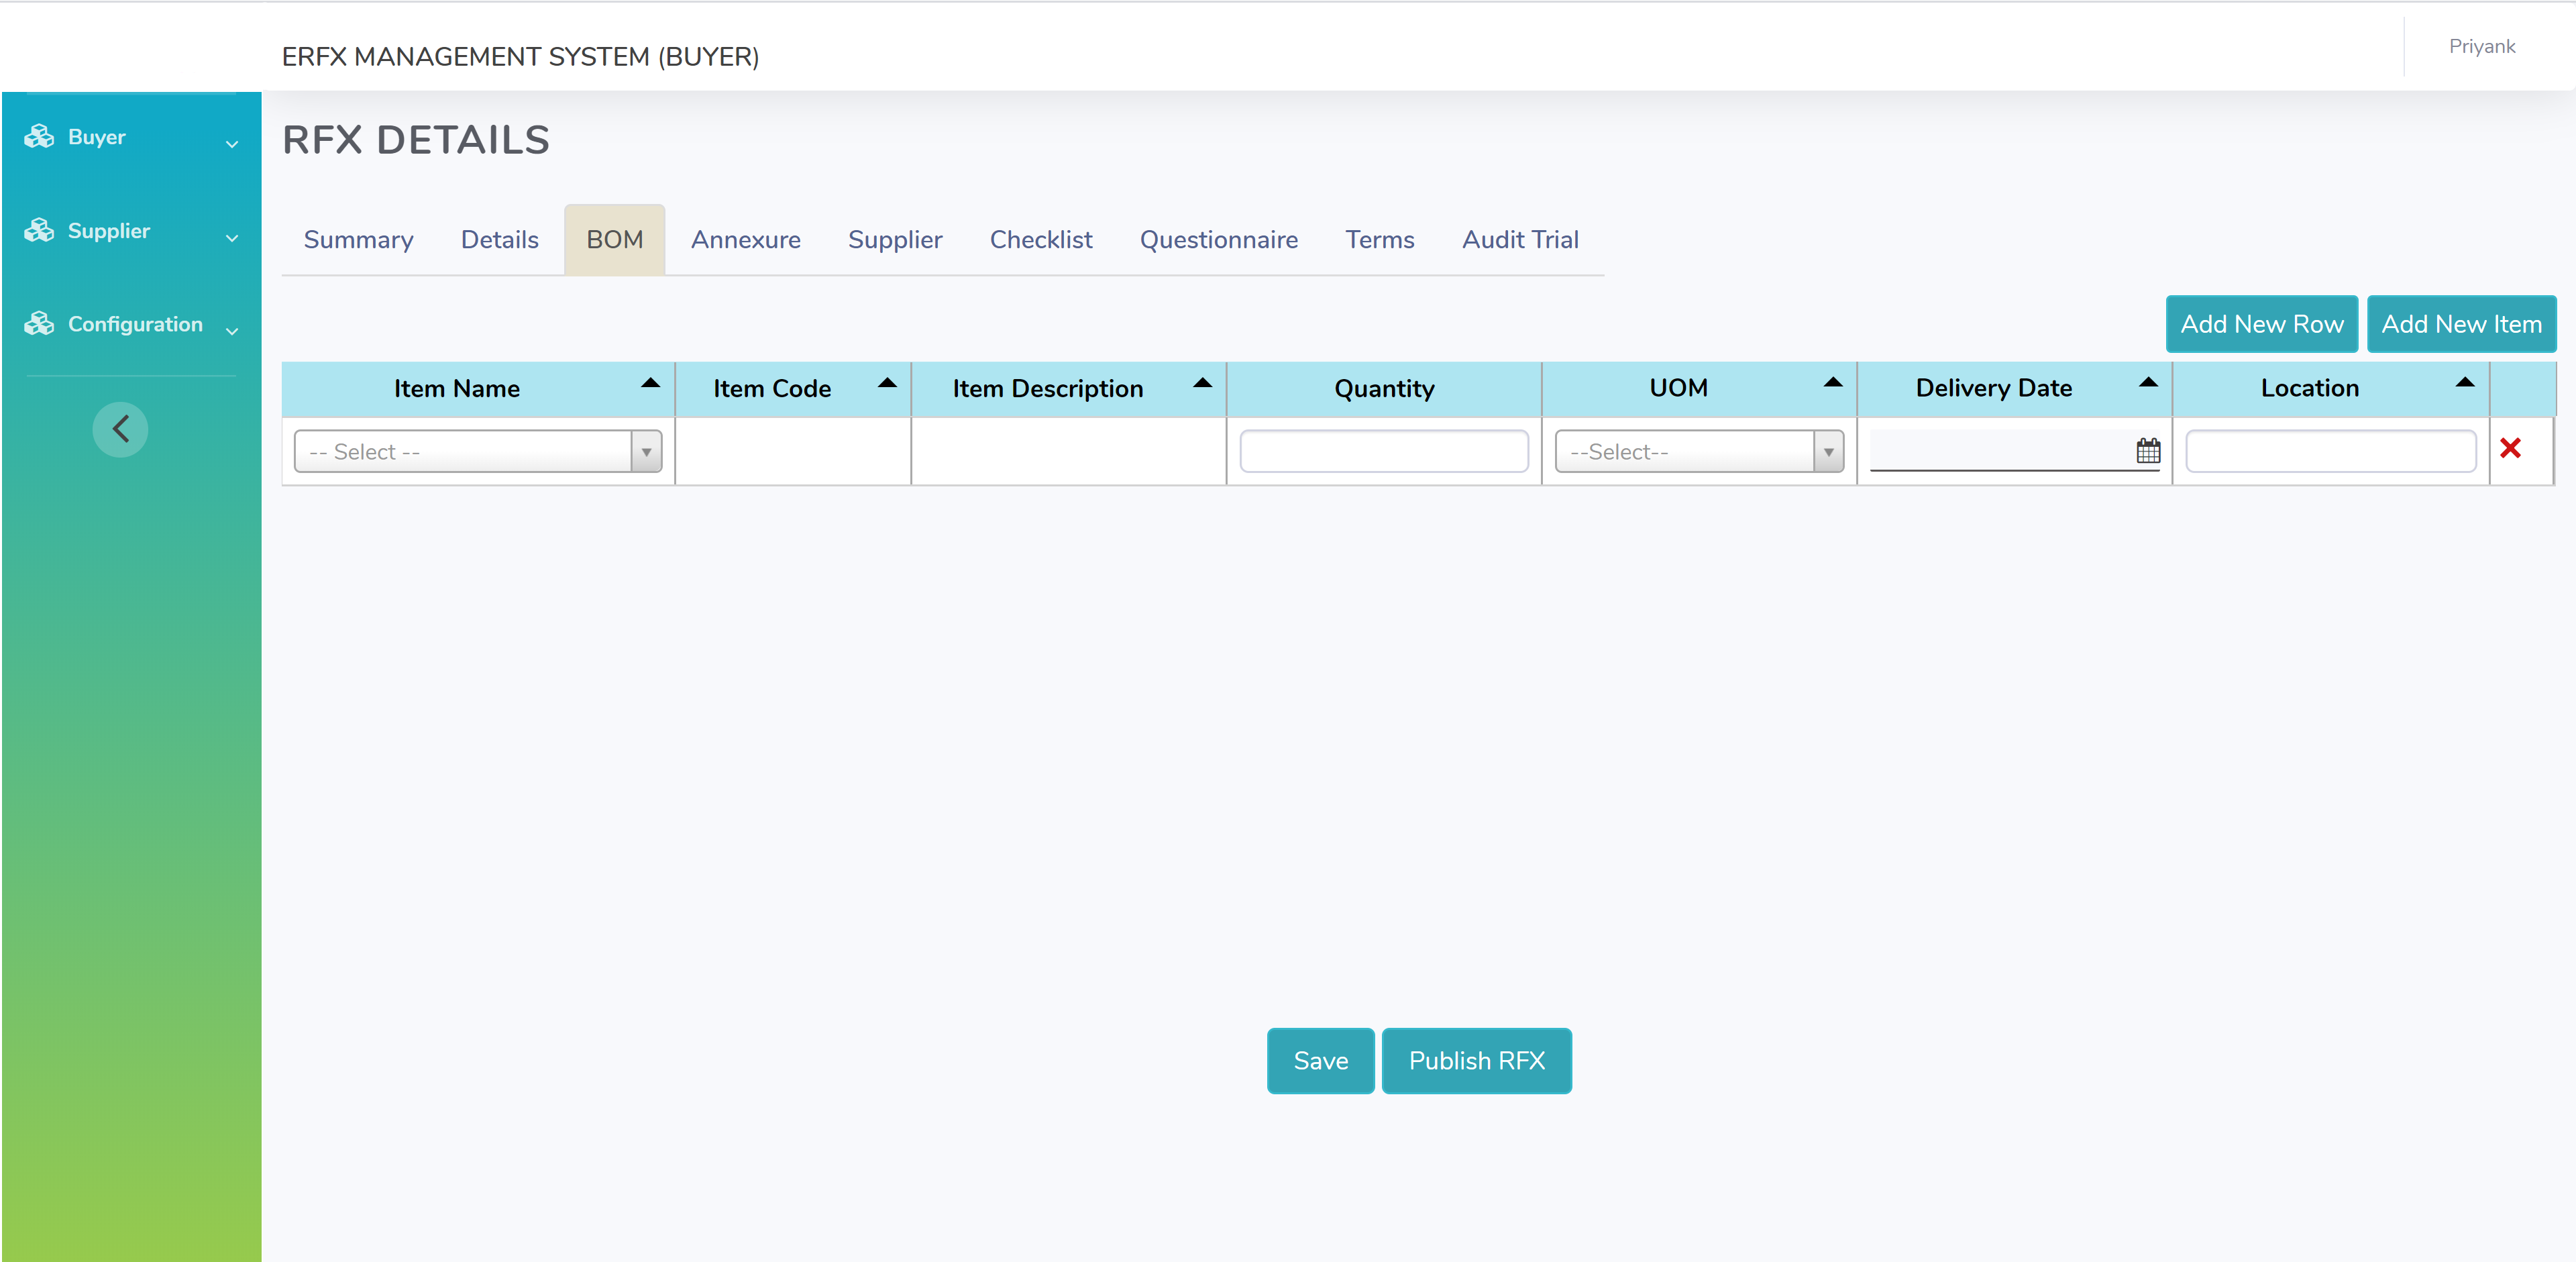 ERFX MANAGEMENT SYSTEM (BUYER)
Priyank
Buyer
Supplier
Configuration
RFX DETAILS
Summary Details BOM Annexure Supplier Checklist Questionnaire Terms Audit Trial
Add New Row Add New Item
Item Name Item Code Item Description Quantity UOM Delivery Date Location
-- Select -- --Select--
Save Publish RFX